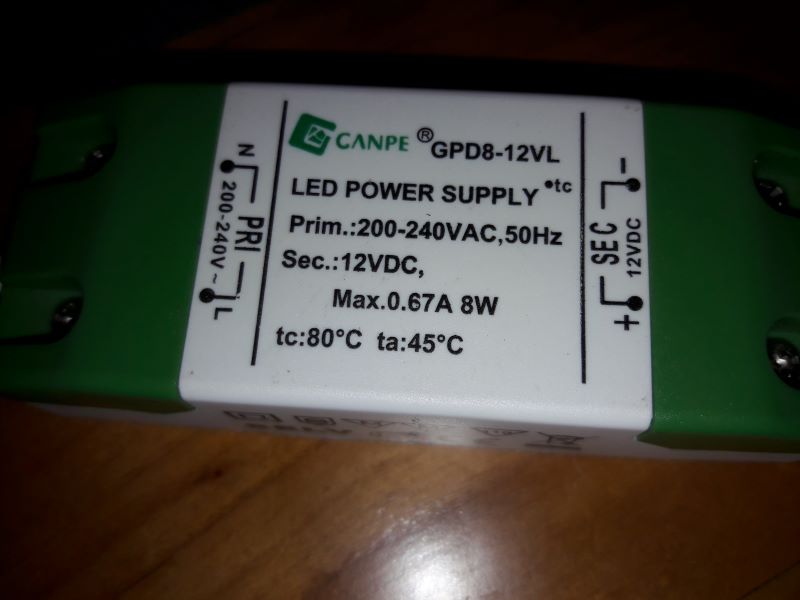 CANPE® GPD8-12VL
LED POWER SUPPLY •tc
Prim.:200-240VAC,50Hz
Sec.:12VDC,
Max.0.67A 8W
tc:80°C ta:45°C
N
PRI
200-240V~
L
-
SEC
12VDC
+